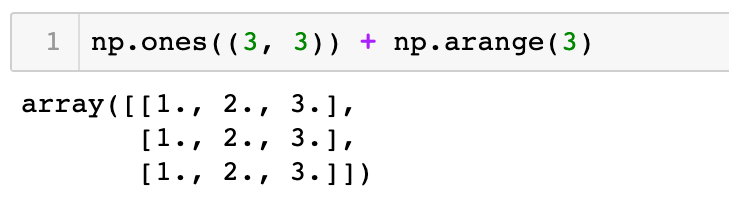 1 np.ones((3, 3)) + np.arange(3)
array([[1., 2., 3.],
       [1., 2., 3.],
       [1., 2., 3.]])